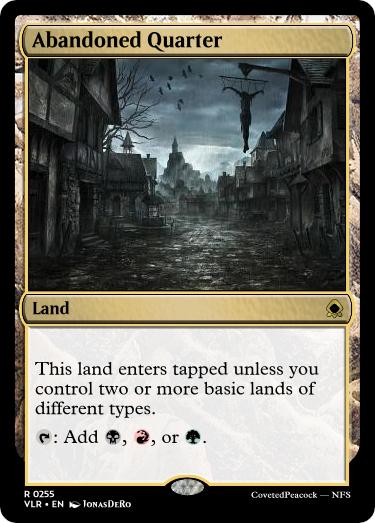 Abandoned Quarter
Land
This land enters tapped unless you
control two or more basic lands of
different types.
: Add , , or .
R 0255
VLR • EN JonasDeRo
CovetedPeacock — NFS